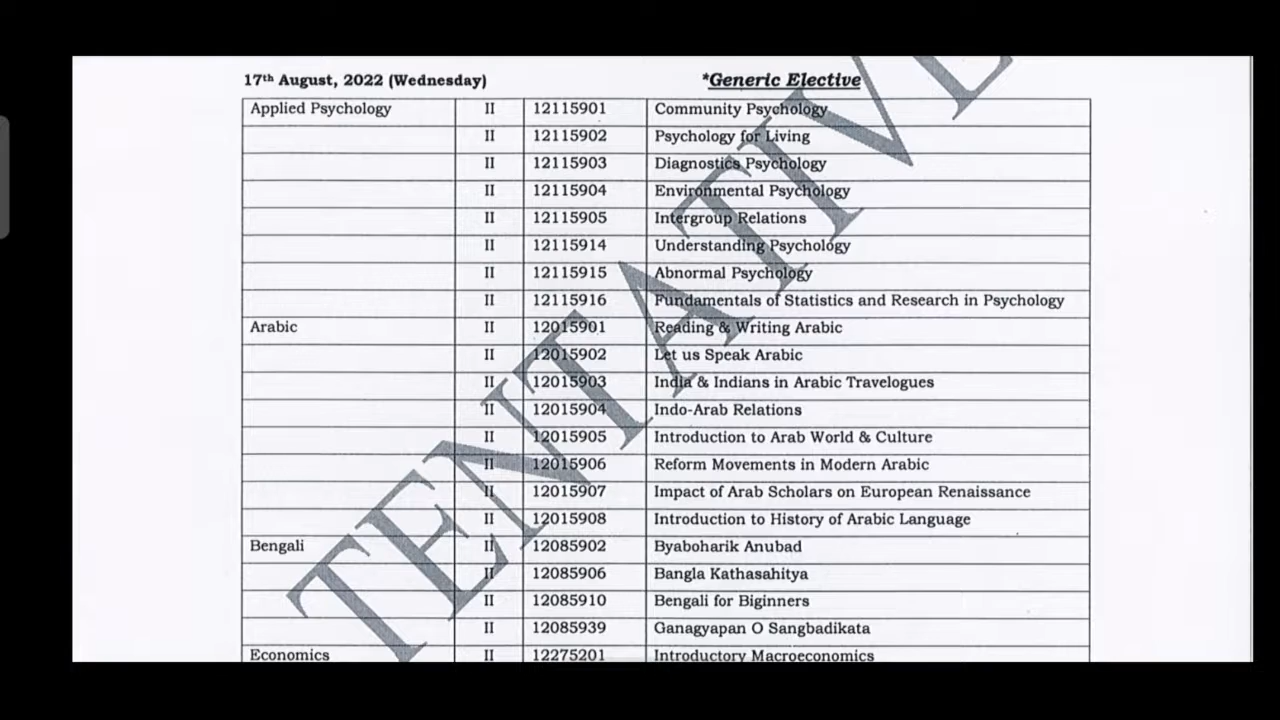 17th August, 2022 (Wednesday) *Generic Elective
Applied Psychology II 12115901 Community Psychology
II 12115902 Psychology for Living
II 12115903 Diagnostics Psychology
II 12115904 Environmental Psychology
II 12115905 Intergroup Relations
II 12115914 Understanding Psychology
II 12115915 Abnormal Psychology
II 12115916 Fundamentals of Statistics and Research in Psychology
Arabic II 12015901 Reading & Writing Arabic
II 12015902 Let us Speak Arabic
II 12015903 India & Indians in Arabic Travelogues
II 12015904 Indo-Arab Relations
II 12015905 Introduction to Arab World & Culture
II 12015906 Reform Movements in Modern Arabic
II 12015907 Impact of Arab Scholars on European Renaissance
II 12015908 Introduction to History of Arabic Language
Bengali II 12085902 Byaboharik Anubad
II 12085906 Bangla Kathasahitya
II 12085910 Bengali for Biginners
II 12085939 Ganagyapan O Sangbadikata
Economics II 12275201 Introductory Macroeconomics
TENTATIVE